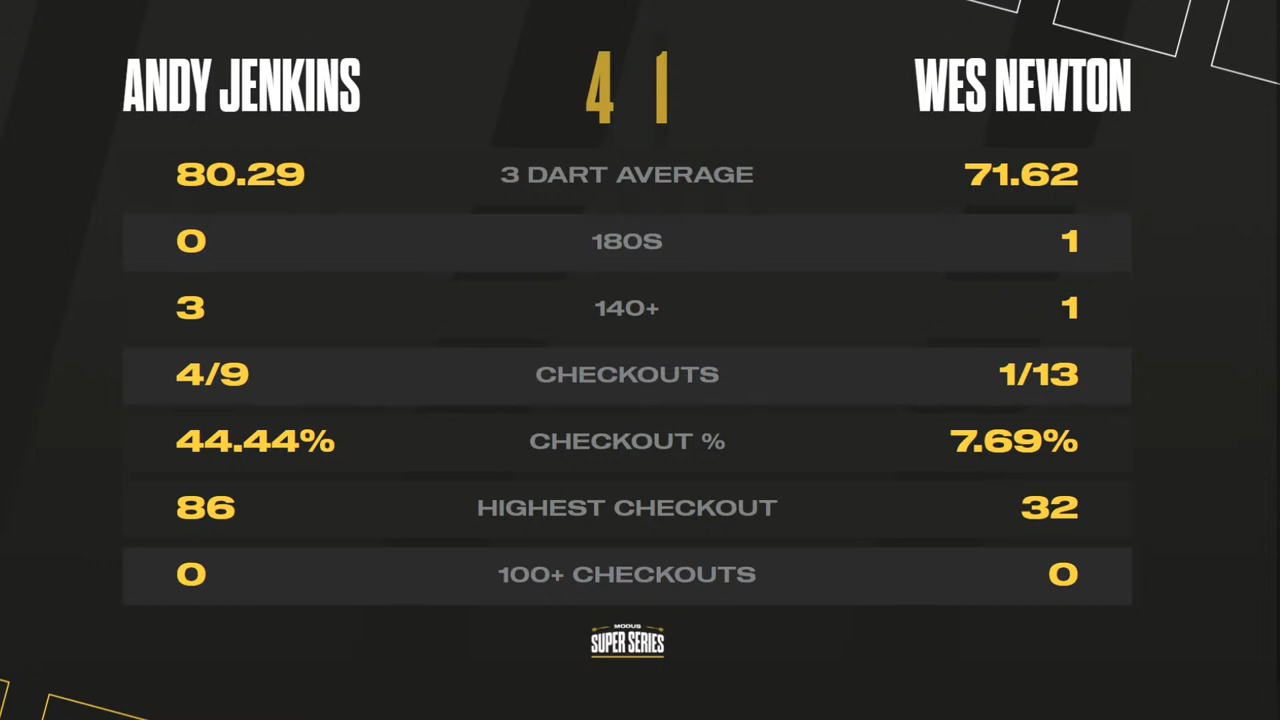 ANDY JENKINS 4 1 WES NEWTON
80.29 3 DART AVERAGE 71.62
0 180S 1
3 140+ 1
4/9 CHECKOUTS 1/13
44.44% CHECKOUT % 7.69%
86 HIGHEST CHECKOUT 32
0 100+ CHECKOUTS 0
MODUS
SUPER SERIES